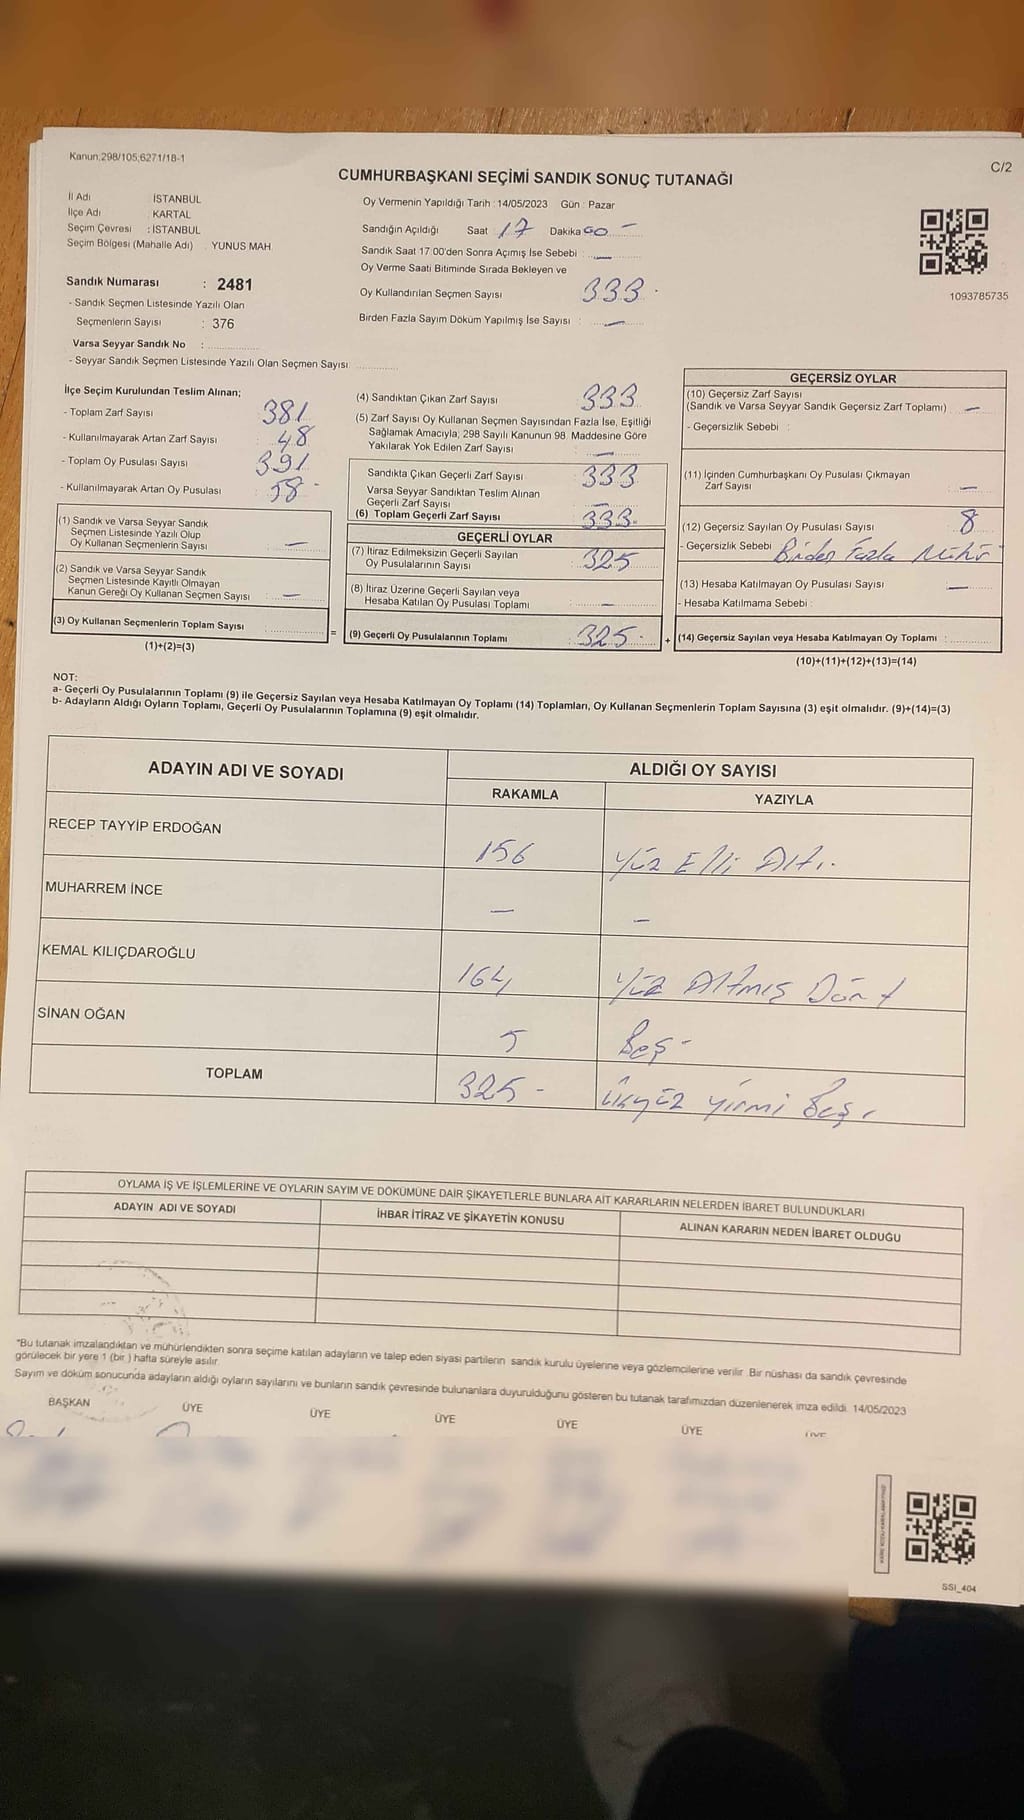 Kanun;298/105;6271/18-1
C/2
CUMHURBAŞKANI SEÇİMİ SANDIK SONUÇ TUTANAĞI
İl Adı İSTANBUL
İlçe Adı : KARTAL
Seçim Çevresi : İSTANBUL
Seçim Bölgesi (Mahalle Adı) YUNUS MAH.
Oy Vermenin Yapıldığı Tarih : 14/05/2023 Gün : Pazar
Sandığın Açıldığı Saat 17 Dakika 00
Sandık Saat 17:00'den Sonra Açımış İse Sebebi : —
Oy Verme Saati Bitiminde Sırada Bekleyen ve
Oy Kullandırılan Seçmen Sayısı 333
Birden Fazla Sayım Döküm Yapılmış İse Sayısı : —
1093785735
Sandık Numarası : 2481
- Sandık Seçmen Listesinde Yazılı Olan
Seçmenlerin Sayısı : 376
Varsa Seyyar Sandık No :
- Seyyar Sandık Seçmen Listesinde Yazılı Olan Seçmen Sayısı
İlçe Seçim Kurulundan Teslim Alınan;
- Toplam Zarf Sayısı 381
- Kullanılmayarak Artan Zarf Sayısı : 48
- Toplam Oy Pusulası Sayısı 391
- Kullanılmayarak Artan Oy Pusulası : 58
(1) Sandık ve Varsa Seyyar Sandık
Seçmen Listesinde Yazılı Olup
Oy Kullanan Seçmenlerin Sayısı —
(2) Sandık ve Varsa Seyyar Sandık
Seçmen Listesinde Kayıtlı Olmayan
Kanun Gereği Oy Kullanan Seçmen Sayısı : —
(3) Oy Kullanan Seçmenlerin Toplam Sayısı :
(1)+(2)=(3)
=
(4) Sandıktan Çıkan Zarf Sayısı 333
(5) Zarf Sayısı Oy Kullanan Seçmen Sayısından Fazla İse, Eşitliği
Sağlamak Amacıyla; 298 Sayılı Kanunun 98. Maddesine Göre
Yakılarak Yok Edilen Zarf Sayısı —
Sandıkta Çıkan Geçerli Zarf Sayısı 333
Varsa Seyyar Sandıktan Teslim Alınan
Geçerli Zarf Sayısı —
(6) Toplam Geçerli Zarf Sayısı 333
GEÇERLİ OYLAR
(7) İtiraz Edilmeksizin Geçerli Sayılan
Oy Pusulalarının Sayısı 325
(8) İtiraz Üzerine Geçerli Sayılan veya
Hesaba Katılan Oy Pusulası Toplamı : —
(9) Geçerli Oy Pusulalarının Toplamı : 325
+
GEÇERSİZ OYLAR
(10) Geçersiz Zarf Sayısı
(Sandık ve Varsa Seyyar Sandık Geçersiz Zarf Toplamı) —
- Geçersizlik Sebebi :
(11) İçinden Cumhurbaşkanı Oy Pusulası Çıkmayan
Zarf Sayısı —
(12) Geçersiz Sayılan Oy Pusulası Sayısı 8
- Geçersizlik Sebebi Birden Fazla Mühür
(13) Hesaba Katılmayan Oy Pusulası Sayısı —
- Hesaba Katılmama Sebebi :
(14) Geçersiz Sayılan veya Hesaba Katılmayan Oy Toplamı :
(10)+(11)+(12)+(13)=(14)
NOT:
a- Geçerli Oy Pusulalarının Toplamı (9) ile Geçersiz Sayılan veya Hesaba Katılmayan Oy Toplamı (14) Toplamları, Oy Kullanan Seçmenlerin Toplam Sayısına (3) eşit olmalıdır. (9)+(14)=(3)
b- Adayların Aldığı Oyların Toplamı, Geçerli Oy Pusulalarının Toplamına (9) eşit olmalıdır.
ADAYIN ADI VE SOYADI
ALDIĞI OY SAYISI
RAKAMLA YAZIYLA
RECEP TAYYİP ERDOĞAN 156 Yüz Elli Altı.
MUHARREM İNCE — —
KEMAL KILIÇDAROĞLU 164 Yüz Altmış Dört
SİNAN OĞAN 5 Beş -
TOPLAM 325 - Üçyüz yirmi Beş
OYLAMA İŞ VE İŞLEMLERİNE VE OYLARIN SAYIM VE DÖKÜMÜNE DAİR ŞİKAYETLERLE BUNLARA AİT KARARLARIN NELERDEN İBARET BULUNDUKLARI
ADAYIN ADI VE SOYADI İHBAR İTİRAZ VE ŞİKAYETİN KONUSU ALINAN KARARIN NEDEN İBARET OLDUĞU
*Bu tutanak imzalandıktan ve mühürlendikten sonra seçime katılan adayların ve talep eden siyasi partilerin sandık kurulu üyelerine veya gözlemcilerine verilir. Bir nüshası da sandık çevresinde
görülecek bir yere 1 (bir ) hafta süreyle asılır.
Sayım ve döküm sonucunda adayların aldığı oyların sayılarını ve bunların sandık çevresinde bulunanlara duyurulduğunu gösteren bu tutanak tarafımızdan düzenlenerek imza edildi. 14/05/2023
BAŞKAN ÜYE ÜYE ÜYE ÜYE ÜYE ÜYE
SSI_404